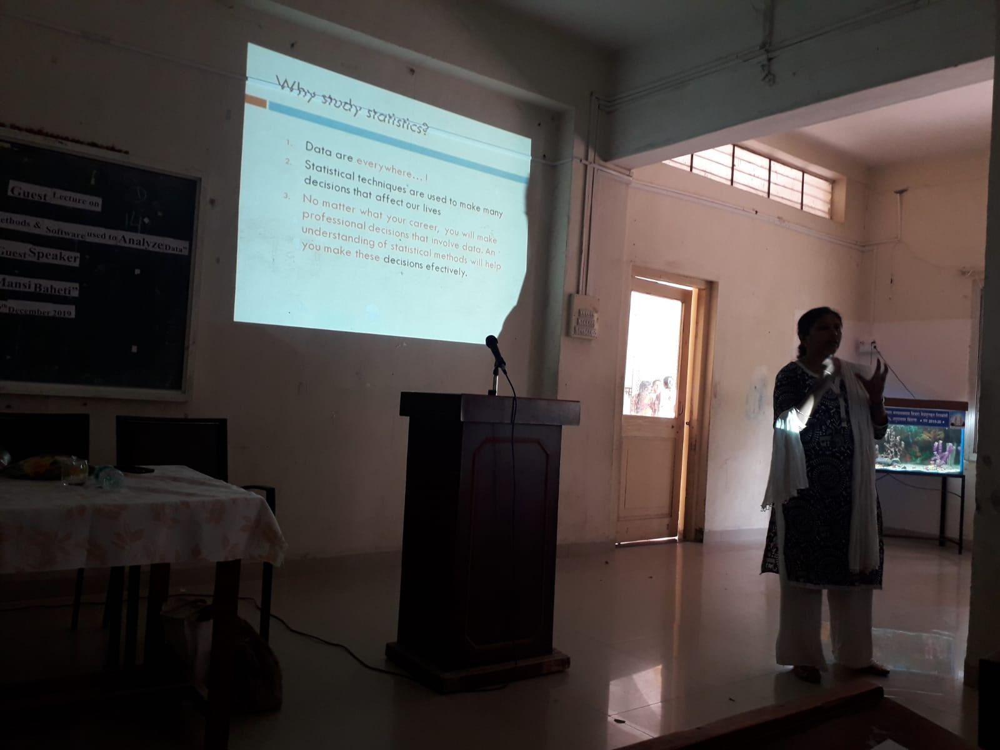 Guest Lecture on
ethods & Software used to Analyze Data"
Guest Speaker
Mansi Baheti"
December 2019
Why study statistics?
1. Data are everywhere... !
2. Statistical techniques are used to make many
decisions that affect our lives
3. No matter what your career, you will make
professional decisions that involve data. An
understanding of statistical methods will help
you make these decisions efectively.
2019-20